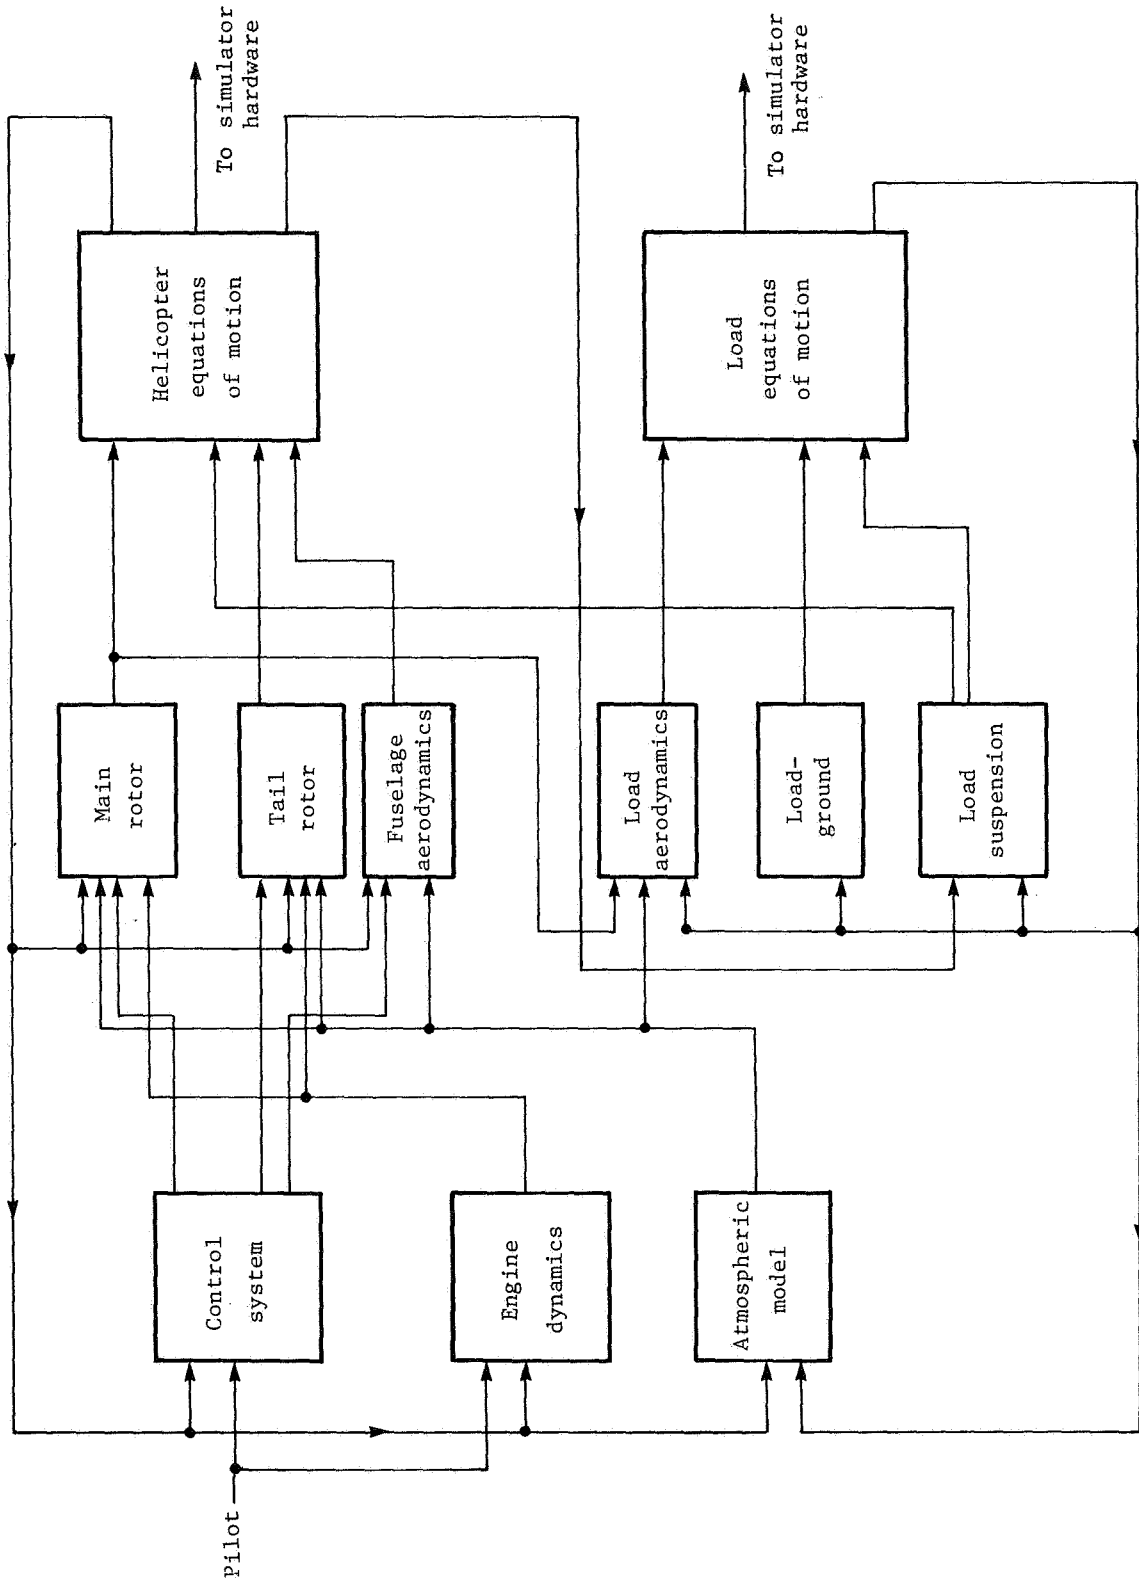 Pilot
Control
system
Engine
dynamics
Atmospheric
model
Main
rotor
Tail
rotor
Fuselage
aerodynamics
Load
aerodynamics
Load-
ground
Load
suspension
Helicopter
equations
of motion
Load
equations
of motion
To simulator
hardware
To simulator
hardware